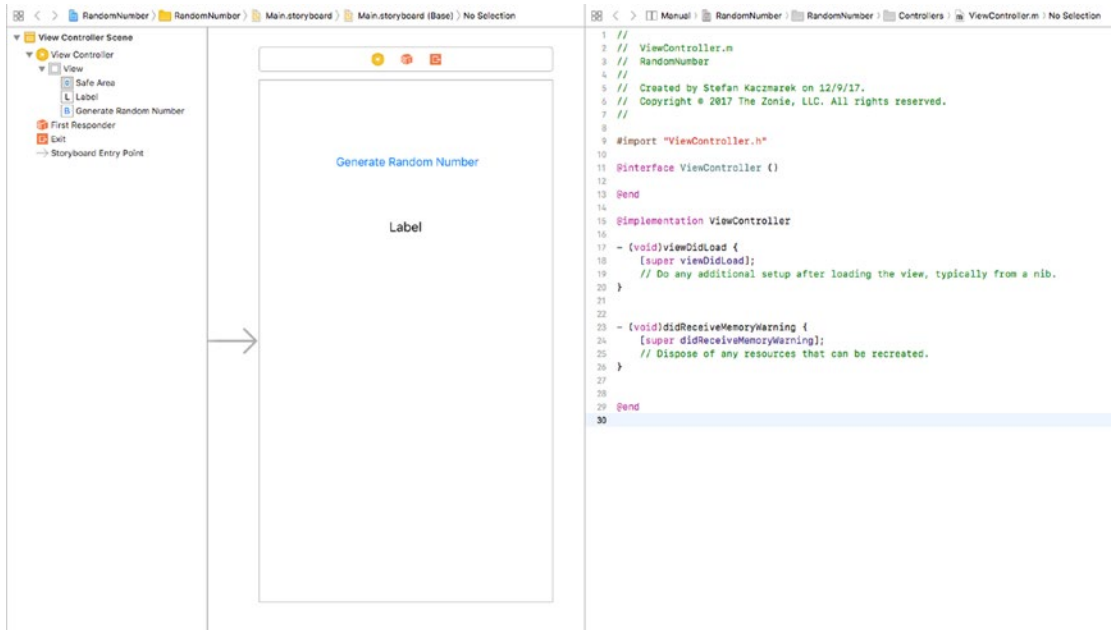 RandomNumber RandomNumber Main.storyboard Main.storyboard (Base) No Selection
View Controller Scene
View Controller
View
Safe Area
L Label
B Generate Random Number
First Responder
Exit
Storyboard Entry Point
Generate Random Number
Label
Manual RandomNumber RandomNumber Controllers m ViewController.m No Selection
1 //
2 // ViewController.m
3 // RandomNumber
4 //
5 // Created by Stefan Kaczmarek on 12/9/17.
6 // Copyright © 2017 The Zonie, LLC. All rights reserved.
7 //
8
9 #import "ViewController.h"
10
11 @interface ViewController ()
12
13 @end
14
15 @implementation ViewController
16
17 - (void)viewDidLoad {
18 [super viewDidLoad];
19 // Do any additional setup after loading the view, typically from a nib.
20 }
21
22
23 - (void)didReceiveMemoryWarning {
24 [super didReceiveMemoryWarning];
25 // Dispose of any resources that can be recreated.
26 }
27
28
29 @end
30